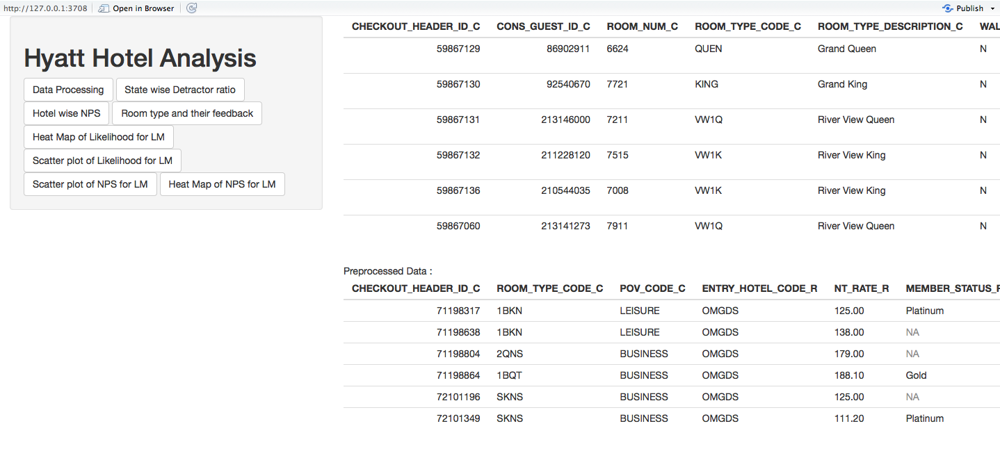 http://127.0.0.1:3708 Open in Browser Publish
Hyatt Hotel Analysis
Data Processing State wise Detractor ratio
Hotel wise NPS Room type and their feedback
Heat Map of Likelihood for LM
Scatter plot of Likelihood for LM
Scatter plot of NPS for LM Heat Map of NPS for LM
CHECKOUT_HEADER_ID_C CONS_GUEST_ID_C ROOM_NUM_C ROOM_TYPE_CODE_C ROOM_TYPE_DESCRIPTION_C WAL
59867129 86902911 6624 QUEN Grand Queen N
59867130 92540670 7721 KING Grand King N
59867131 213146000 7211 VW1Q River View Queen N
59867132 211228120 7515 VW1K River View King N
59867136 210544035 7008 VW1K River View King N
59867060 213141273 7911 VW1Q River View Queen N
Preprocessed Data :
CHECKOUT_HEADER_ID_C ROOM_TYPE_CODE_C POV_CODE_C ENTRY_HOTEL_CODE_R NT_RATE_R MEMBER_STATUS_R
71198317 1BKN LEISURE OMGDS 125.00 Platinum
71198638 1BKN LEISURE OMGDS 138.00 NA
71198804 2QNS BUSINESS OMGDS 179.00 NA
71198864 1BQT BUSINESS OMGDS 188.10 Gold
72101196 SKNS BUSINESS OMGDS 125.00 NA
72101349 SKNS BUSINESS OMGDS 111.20 Platinum